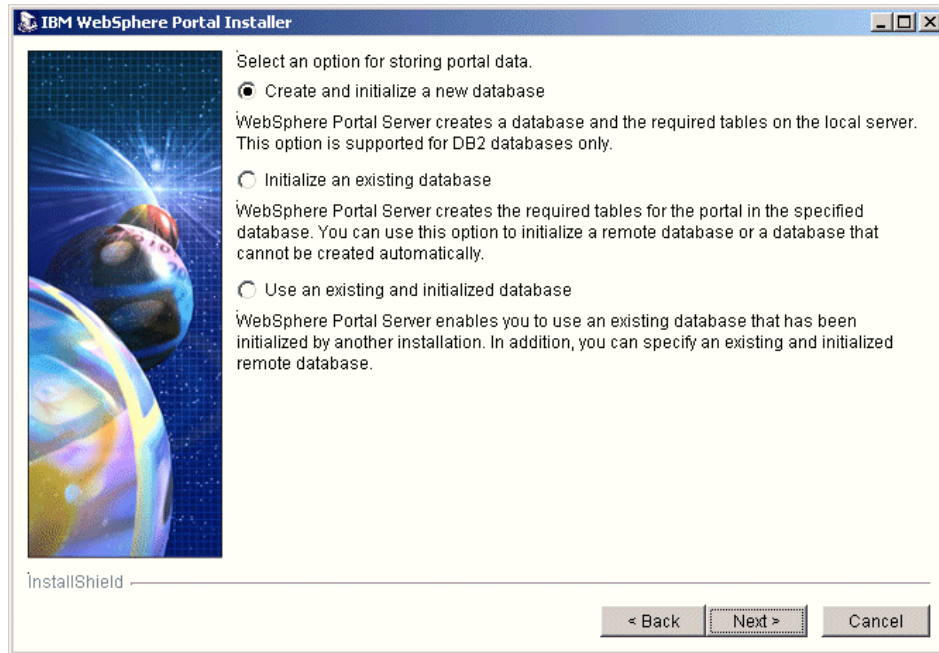 IBM WebSphere Portal Installer
Select an option for storing portal data.
Create and initialize a new database
WebSphere Portal Server creates a database and the required tables on the local server.
This option is supported for DB2 databases only.
Initialize an existing database
WebSphere Portal Server creates the required tables for the portal in the specified
database. You can use this option to initialize a remote database or a database that
cannot be created automatically.
Use an existing and initialized database
WebSphere Portal Server enables you to use an existing database that has been
initialized by another installation. In addition, you can specify an existing and initialized
remote database.
InstallShield
< Back
Next >
Cancel